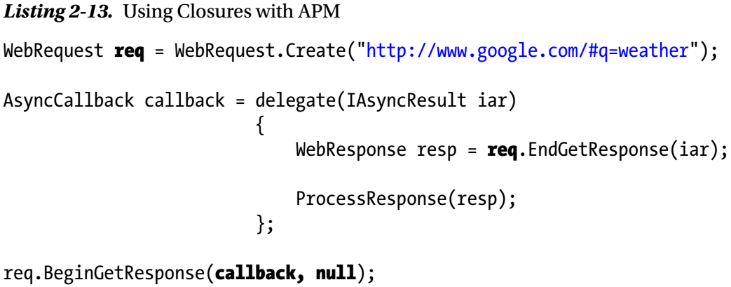 Listing 2-13. Using Closures with APM
WebRequest req = WebRequest.Create("http://www.google.com/#q=weather");
AsyncCallback callback = delegate(IAsyncResult iar)
{
WebResponse resp = req.EndGetResponse(iar);
ProcessResponse(resp);
};
req.BeginGetResponse(callback, null);